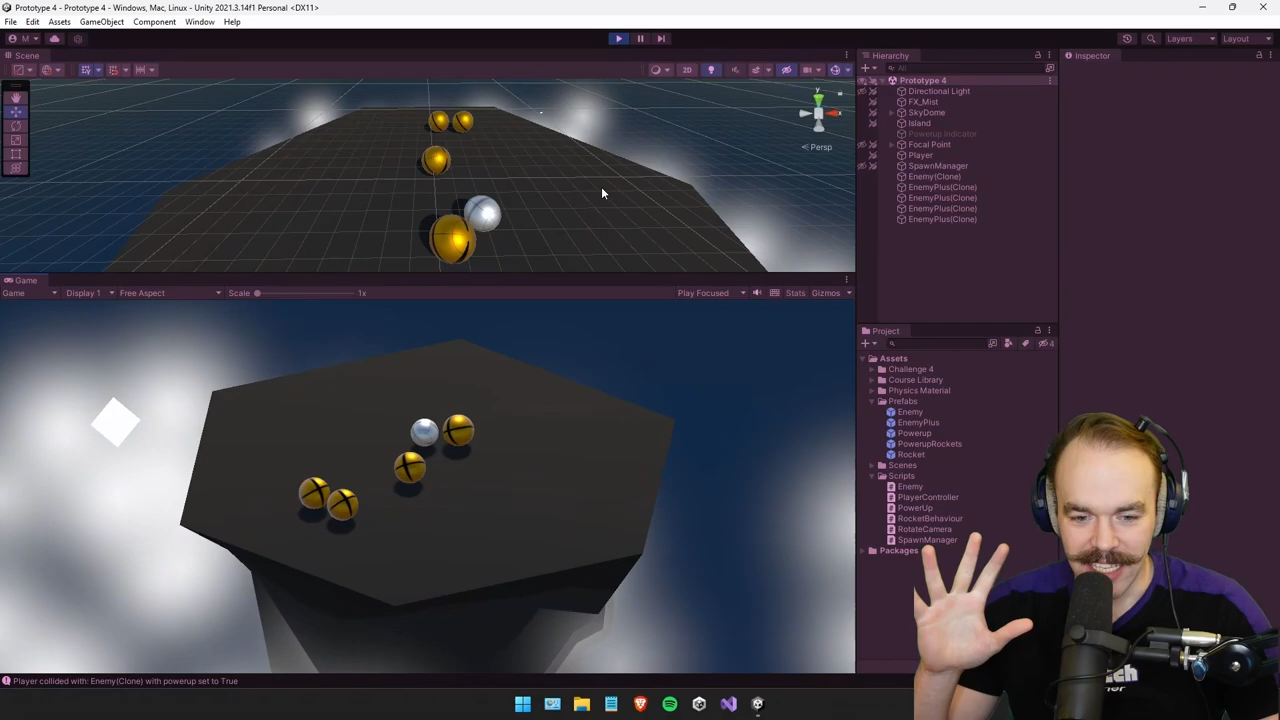 Prototype 4 - Prototype 4 - Windows, Mac, Linux - Unity 2021.3.14f1 Personal <DX11>
File Edit Assets GameObject Component Window Help
M
Layers
Layout
Scene
2D
Persp
Game
Game
Display 1
Free Aspect
Scale
1x
Play Focused
Stats
Gizmos
Hierarchy
All
Prototype 4
Directional Light
FX_Mist
SkyDome
Island
Powerup Indicator
Focal Point
Player
SpawnManager
Enemy(Clone)
EnemyPlus(Clone)
EnemyPlus(Clone)
EnemyPlus(Clone)
EnemyPlus(Clone)
Inspector
Project
4
Assets
Challenge 4
Course Library
Physics Material
Prefabs
Enemy
EnemyPlus
Powerup
PowerupRockets
Rocket
Scenes
Scripts
Enemy
PlayerController
PowerUp
RocketBehaviour
RotateCamera
SpawnManager
Packages
Player collided with: Enemy(Clone) with powerup set to True